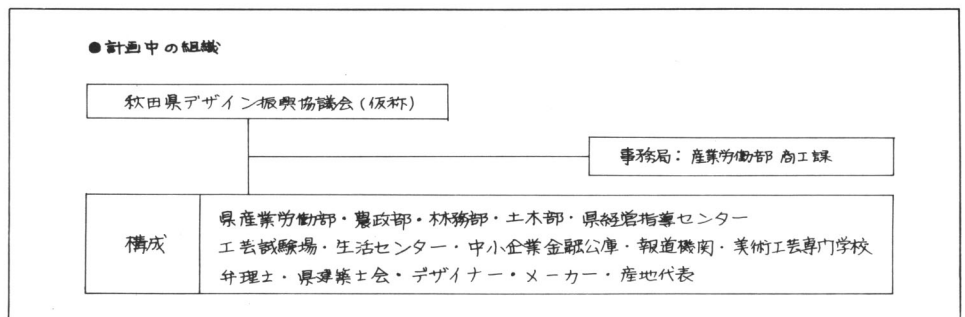 ●計画中の組織
秋田県デザイン振興協議会(仮称)
事務局：産業労働部 商工課
構成
県産業労働部・農政部・林務部・土木部・県経営指導センター
工芸試験場・生活センター・中小企業金融公庫・報道機関・美術工芸専門学校
弁理士・県建築士会・デザイナー・メーカー・産地代表